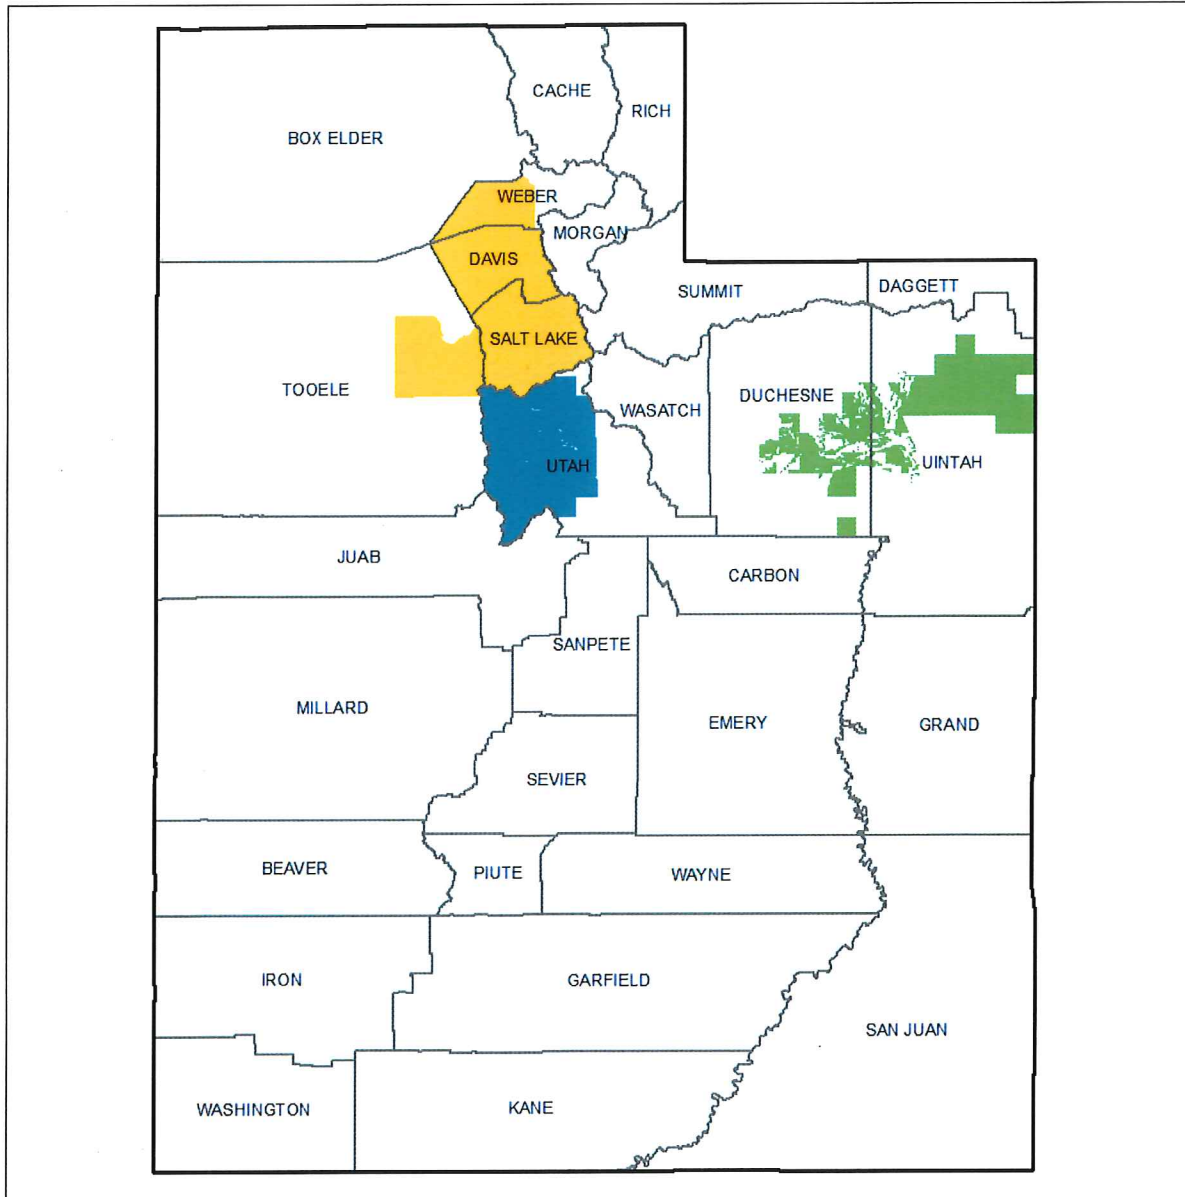 CACHE
RICH
BOX ELDER
WEBER
MORGAN
DAVIS
SUMMIT
DAGGETT
SALT LAKE
TOOELE
DUCHESNE
WASATCH
UTAH
UINTAH
JUAB
CARBON
SANPETE
MILLARD
EMERY
GRAND
SEVIER
BEAVER
PIUTE
WAYNE
IRON
GARFIELD
SAN JUAN
WASHINGTON
KANE